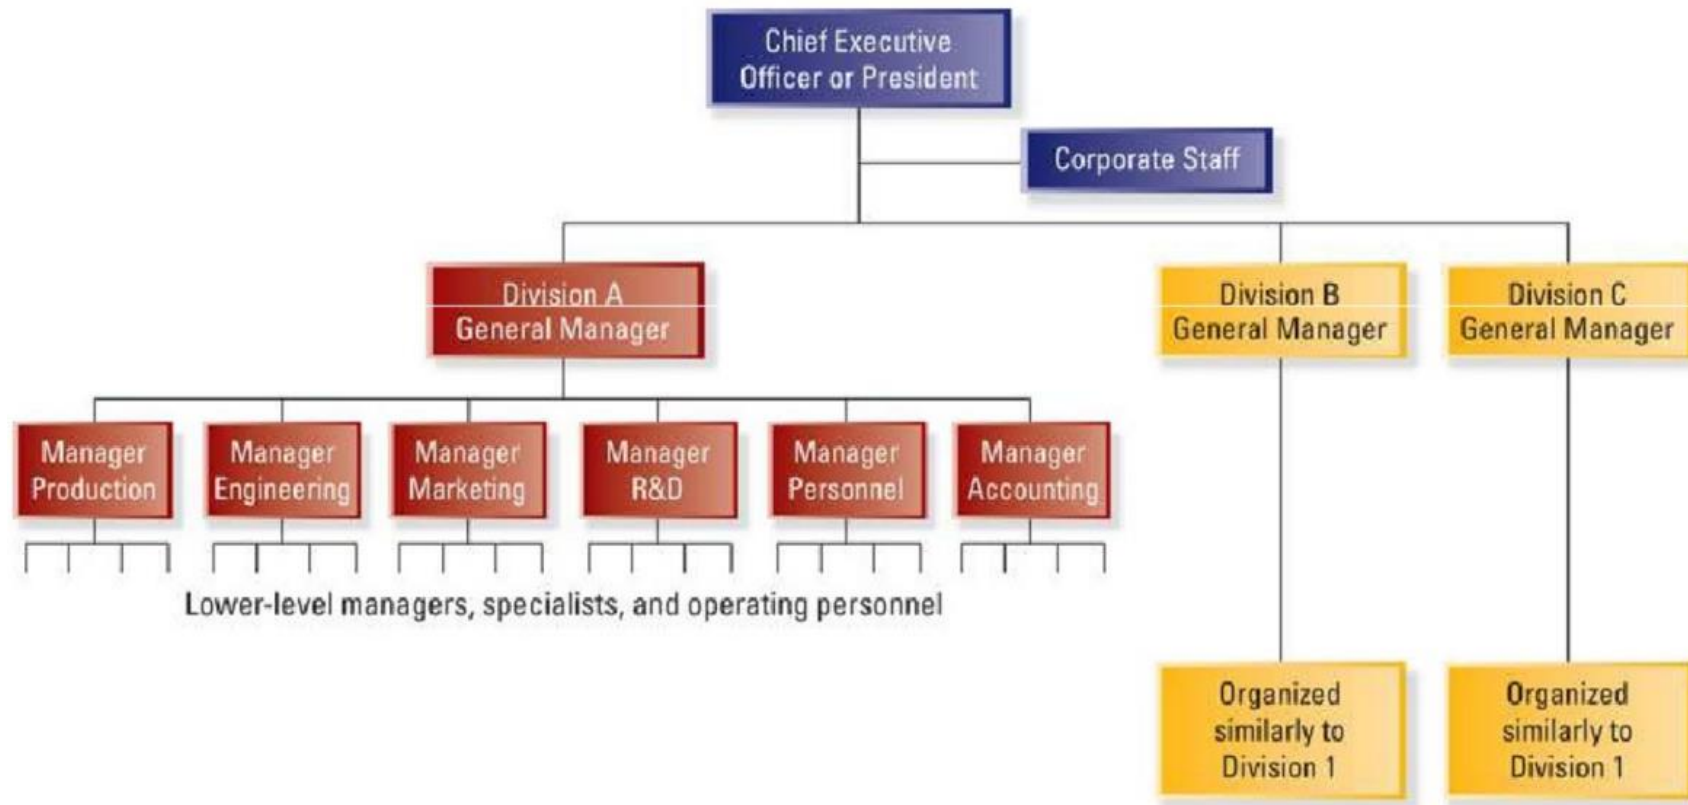 Chief Executive
Officer or President
Corporate Staff
Division A
General Manager
Division B
General Manager
Division C
General Manager
Manager
Production
Manager
Engineering
Manager
Marketing
Manager
R&D
Manager
Personnel
Manager
Accounting
Lower-level managers, specialists, and operating personnel
Organized
similarly to
Division 1
Organized
similarly to
Division 1